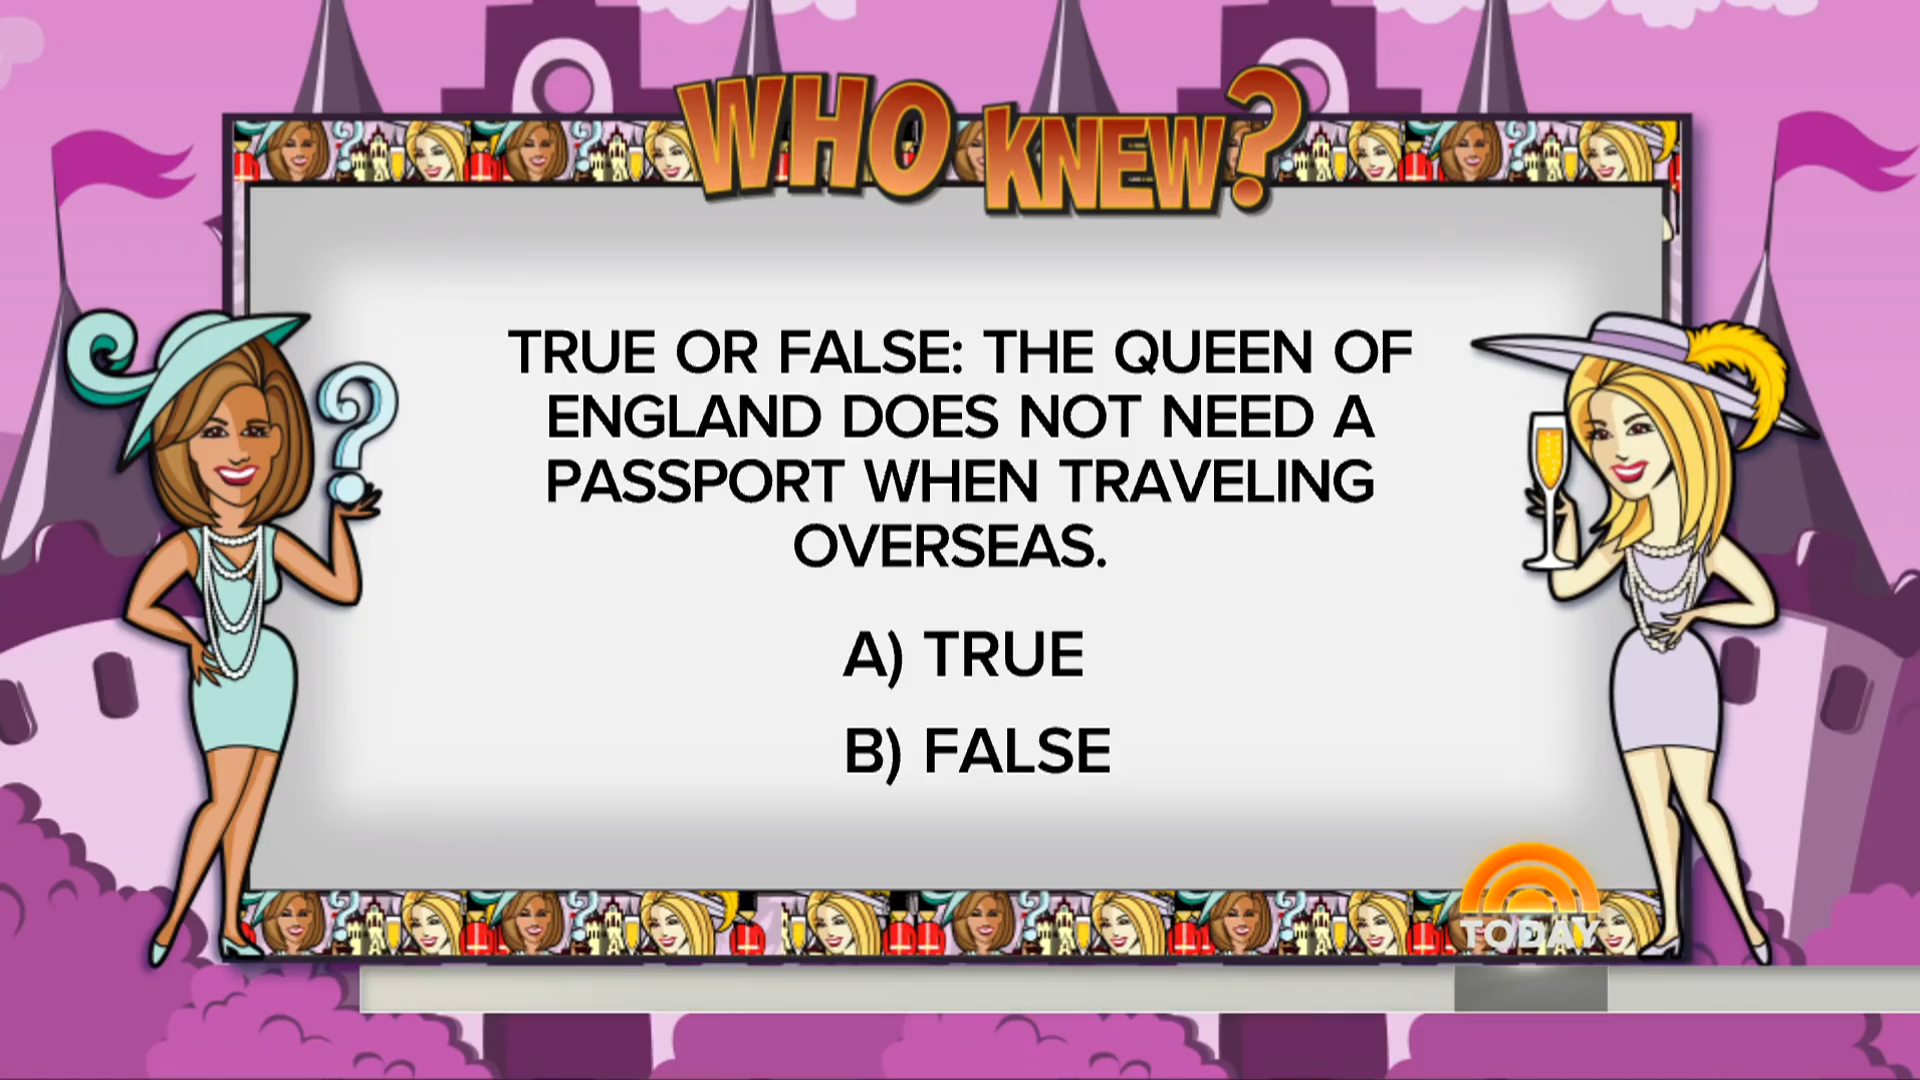 WHO KNEW?
TRUE OR FALSE: THE QUEEN OF
ENGLAND DOES NOT NEED A
PASSPORT WHEN TRAVELING
OVERSEAS.
A) TRUE
B) FALSE
TODAY